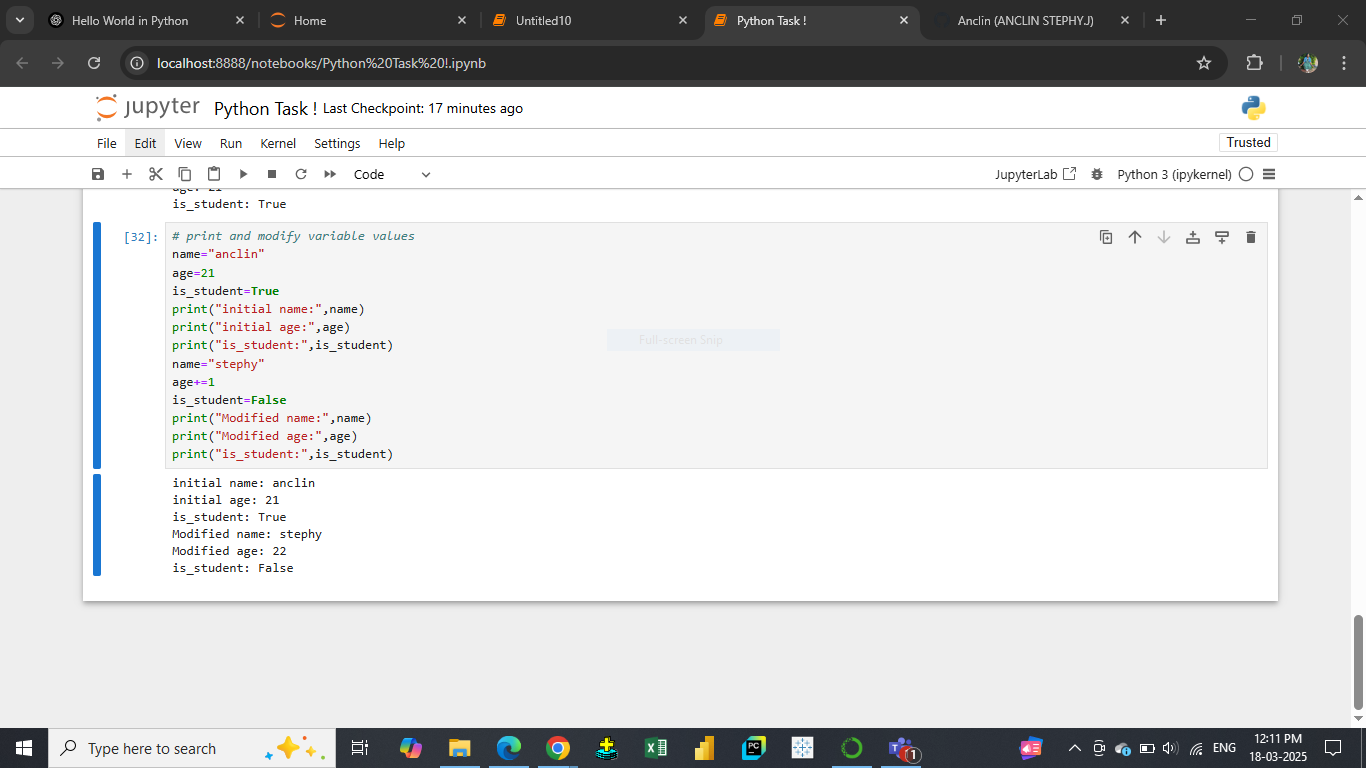 Hello World in Python
Home
Untitled10
Python Task !
Anclin (ANCLIN STEPHY.J)
localhost:8888/notebooks/Python%20Task%20!.ipynb
jupyter Python Task ! Last Checkpoint: 17 minutes ago
File Edit View Run Kernel Settings Help
Trusted
Code
JupyterLab
Python 3 (ipykernel)
age: 21
is_student: True
[32]:
# print and modify variable values
name="anclin"
age=21
is_student=True
print("initial name:",name)
print("initial age:",age)
print("is_student:",is_student)
Full-screen Snip
name="stephy"
age+=1
is_student=False
print("Modified name:",name)
print("Modified age:",age)
print("is_student:",is_student)
initial name: anclin
initial age: 21
is_student: True
Modified name: stephy
Modified age: 22
is_student: False
Type here to search
PC
1
ENG
12:11 PM
18-03-2025